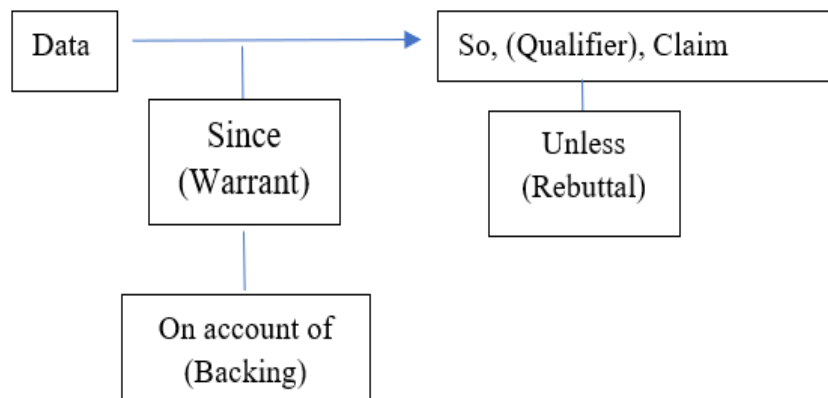 Data
So, (Qualifier), Claim
Since
(Warrant)
Unless
(Rebuttal)
On account of
(Backing)